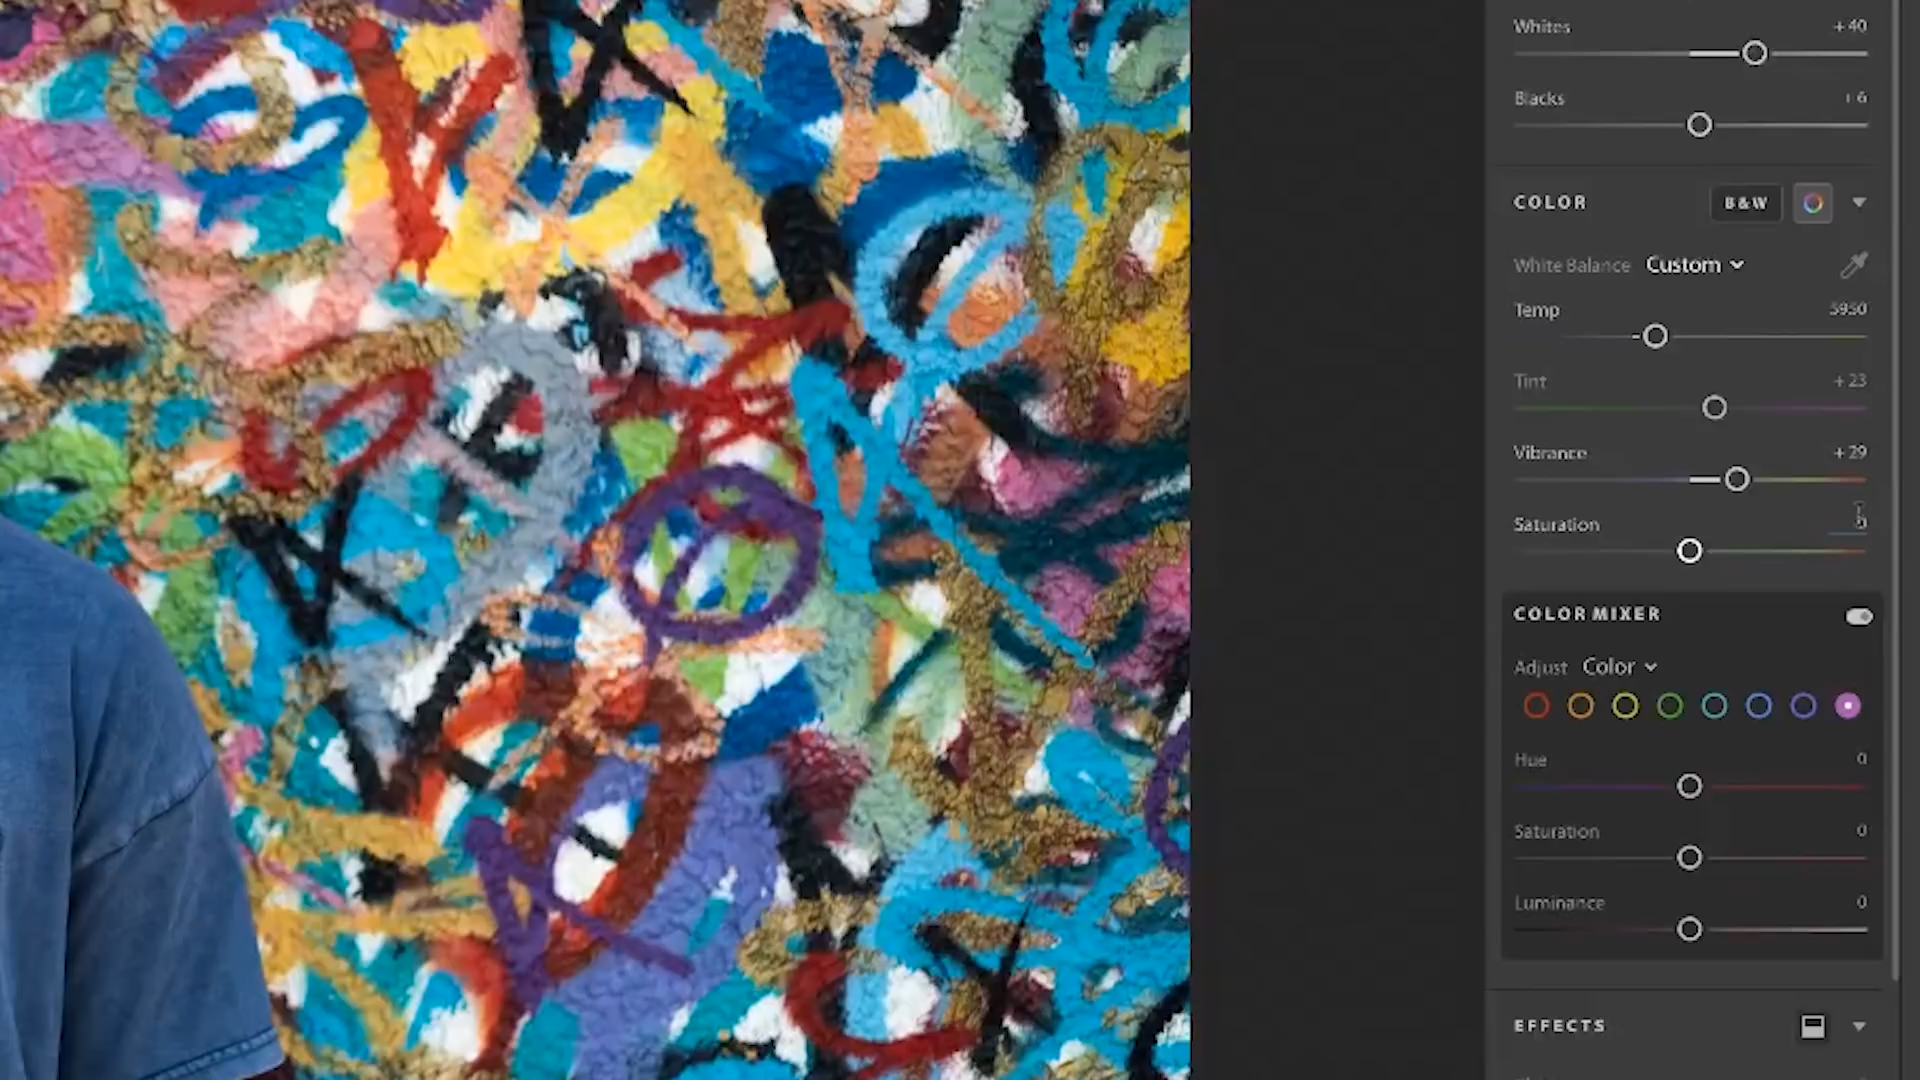 Whites +40
Blacks +6
COLOR B&W
White Balance Custom
Temp 5950
Tint +23
Vibrance +29
Saturation 0
COLOR MIXER
Adjust Color
Hue 0
Saturation 0
Luminance 0
EFFECTS